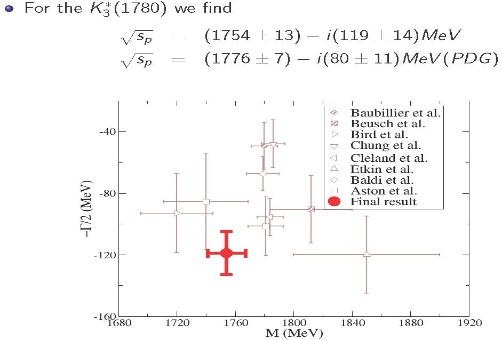 For the K₃*(1780) we find
√sₚ = (1754 ± 13) − i(119 ± 14)MeV
√sₚ = (1776 ± 7) − i(80 ± 11)MeV(PDG)
Baubillier et al.
Beusch et al.
Bird et al.
Chung et al.
Cleland et al.
Etkin et al.
Baldi et al.
Aston et al.
Final result
-40
-80
-120
-160
−Γ/2 (MeV)
1680 1720 1760 1800 1840 1880 1920
M (MeV)